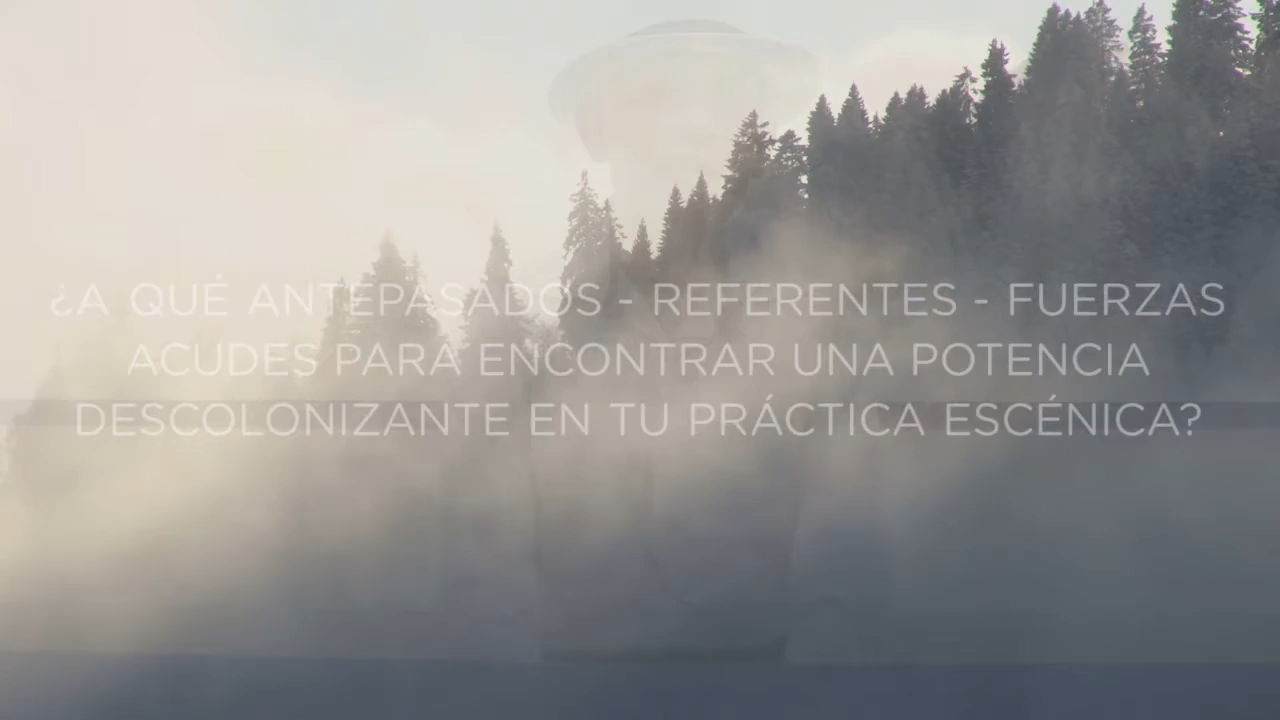 ¿A QUÉ ANTEPASADOS - REFERENTES - FUERZAS
ACUDES PARA ENCONTRAR UNA POTENCIA
DESCOLONIZANTE EN TU PRÁCTICA ESCÉNICA?